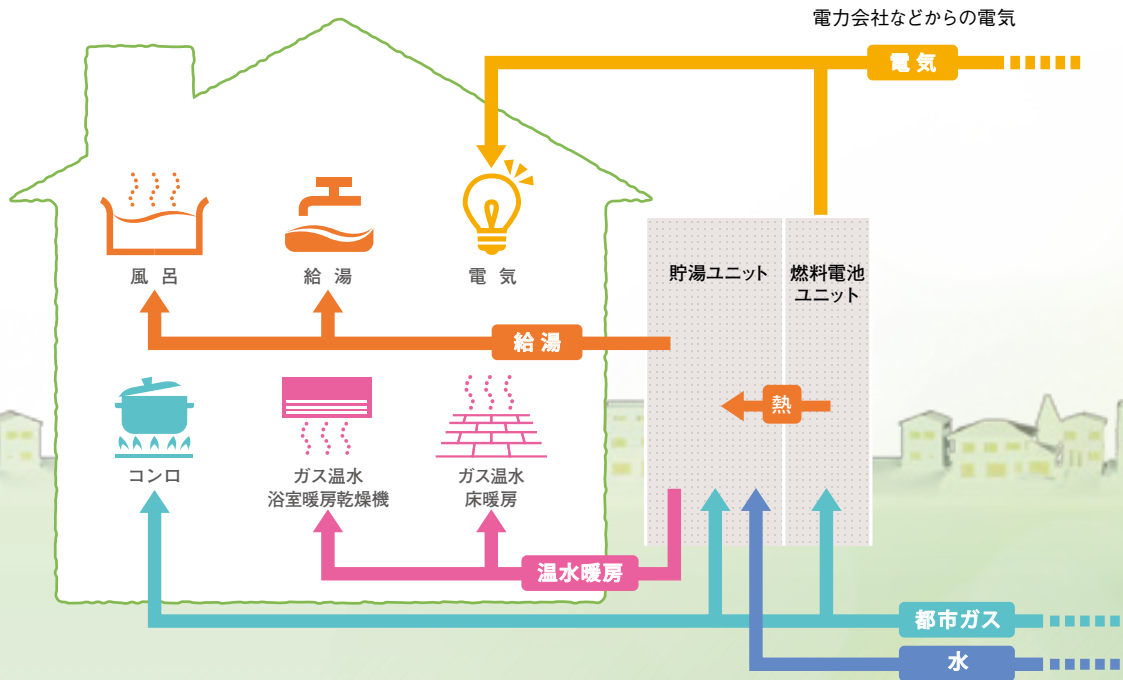 電力会社などからの電気
電気
風呂
給湯
電気
貯湯ユニット
燃料電池
ユニット
給湯
熱
コンロ
ガス温水
浴室暖房乾燥機
ガス温水
床暖房
温水暖房
都市ガス
水